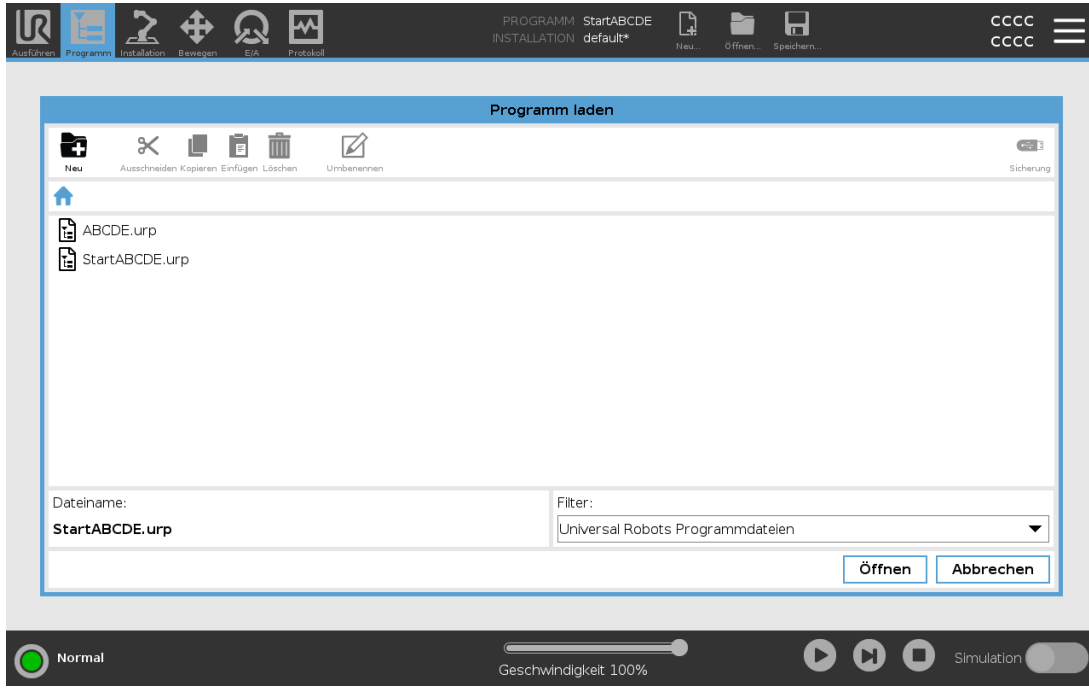 UR
PROGRAMM StartABCDE
INSTALLATION default*
CCCC
CCCC
Ausführen Programm Installation Bewegen E/A Protokoll Neu... Öffnen... Speichern...
Programm laden
Neu Ausschneiden Kopieren Einfügen Löschen Umbenennen Sicherung
ABCDE.urp
StartABCDE.urp
Dateiname: Filter:
StartABCDE.urp Universal Robots Programmdateien
Öffnen Abbrechen
Normal
Geschwindigkeit 100%
Simulation